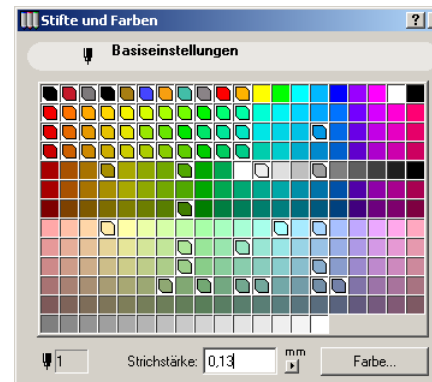 Stifte und Farben
?
Basiseinstellungen
1
Strichstärke:
0,13
mm
Farbe...